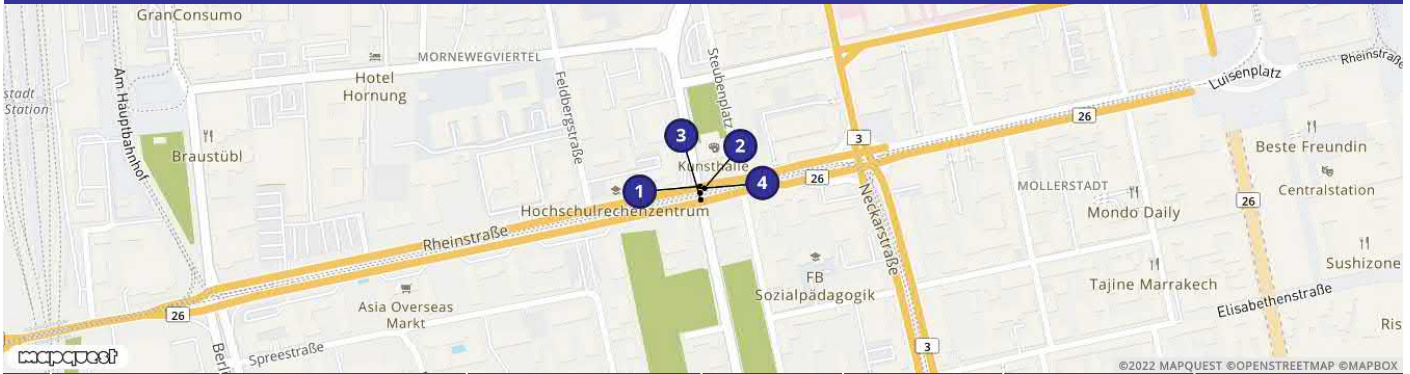 GranConsumo
Am Hauptbahnhof
stadt
Station
Hotel
Hornung
MORNEWEGVIERTEL
Feldbergstraße
Steubenplatz
Braustübl
3
2
1
4
Kunsthalle
Hochschulrechenzentrum
Rheinstraße
26
3
26
26
Luisenplatz
Rheinstraße
Beste Freundin
Centralstation
26
MOLLERSTADT
Mondo Daily
Neckarstraße
Sushizone
FB
Sozialpädagogik
Tajine Marrakech
Elisabethenstraße
Asia Overseas
Markt
Spreestraße
Berli
3
Ris
mapquest
©2022 MAPQUEST ©OPENSTREETMAP ©MAPBOX